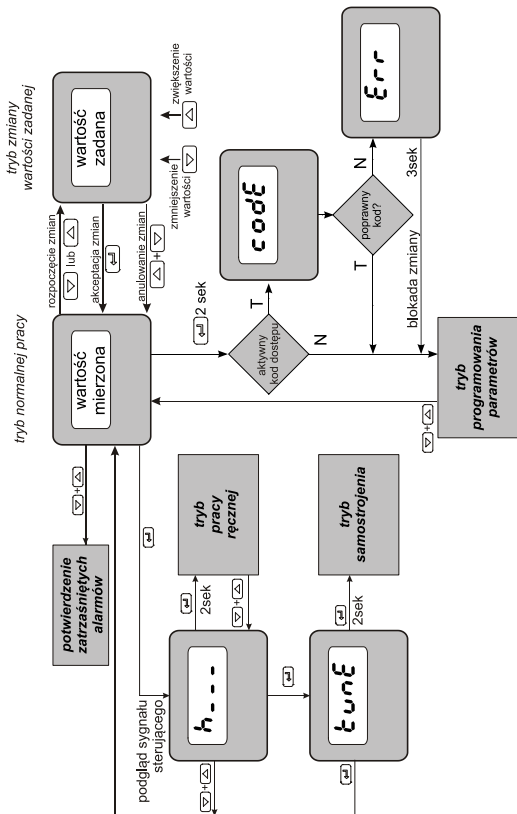 tryb normalnej pracy
tryb zmiany
wartości zadanej
wartość
mierzona
rozpoczęcie zmian
lub
akceptacja zmian
anulowanie zmian
+
wartość
zadana
zwiększenie
wartości
zmniejszenie
wartości
+
potwierdzenie
zatrzaśniętych
alarmów
2 sek
aktywny
kod dostępu
T
N
codE
poprawny
kod?
T
N
Err
3sek
blokada zmiany
tryb
programowania
parametrów
+
podgląd sygnału
sterującego
h---
2sek
+
tryb
pracy
ręcznej
+
tunE
2sek
tryb
samostrojenia